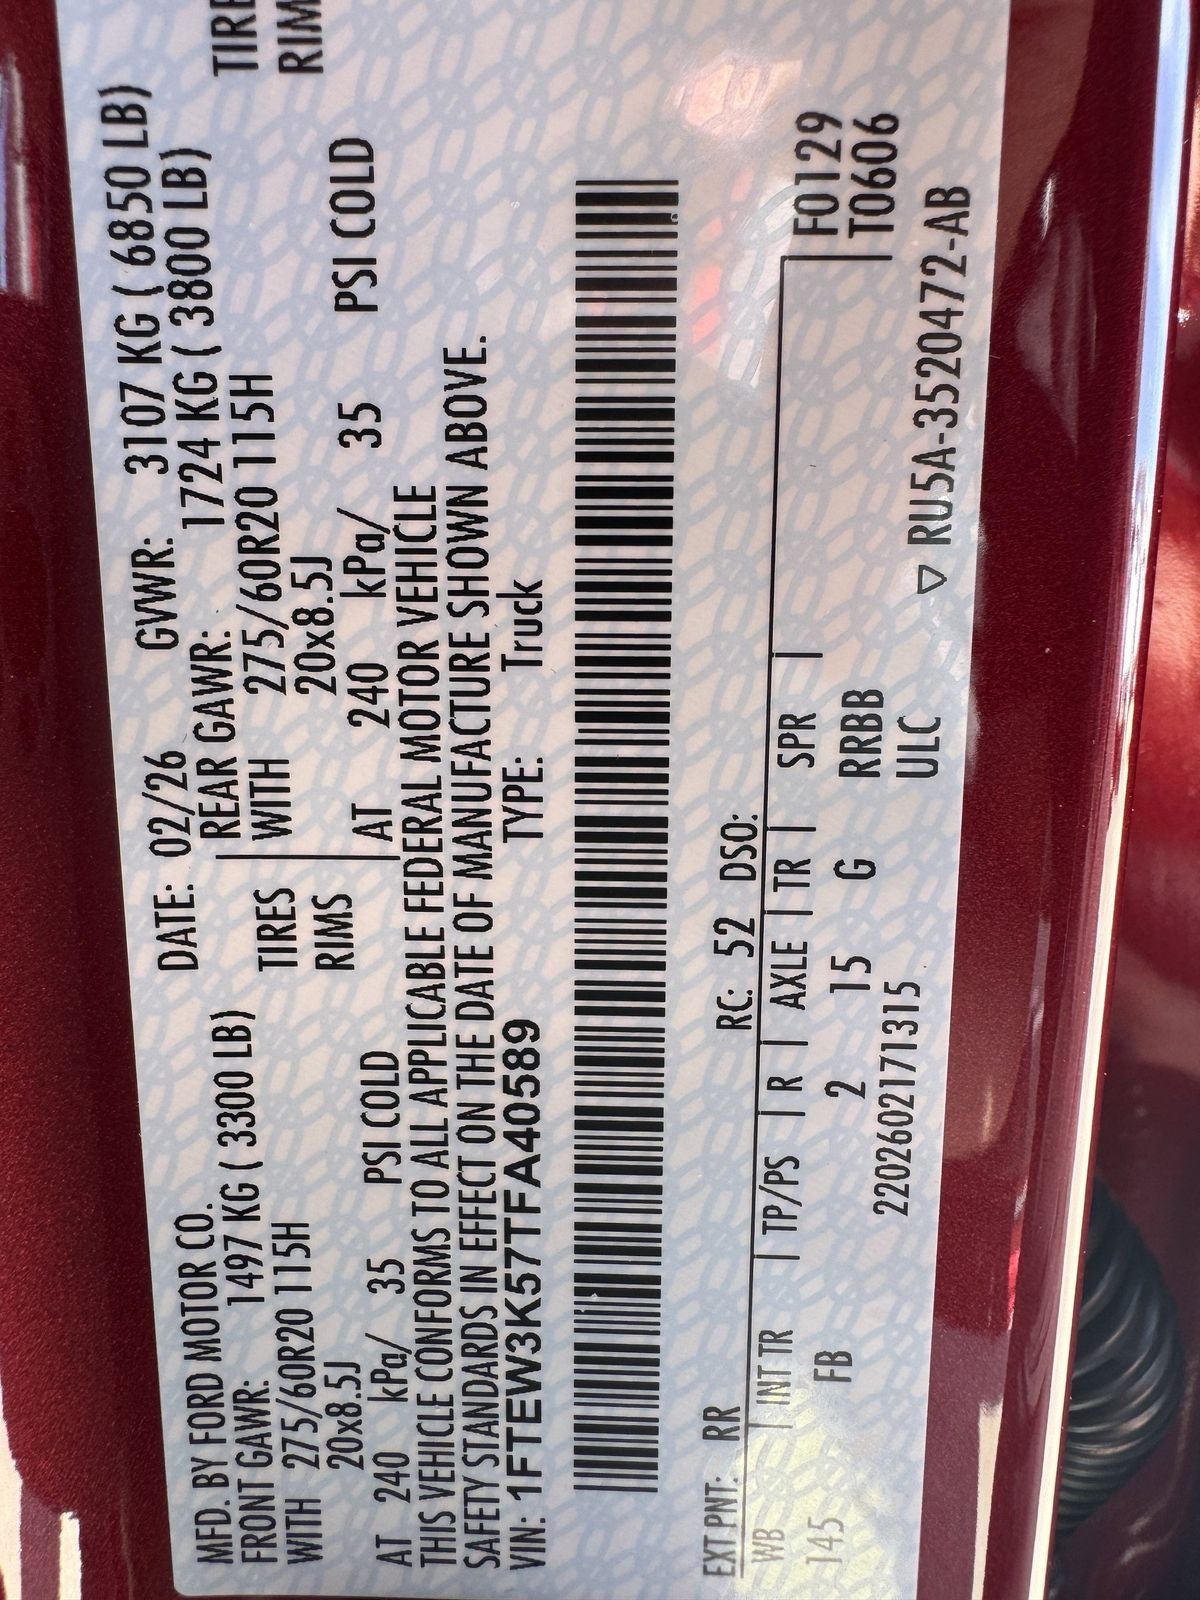 MFD. BY FORD MOTOR CO. DATE: 02/26 GVWR: 3107 KG ( 6850 LB)
FRONT GAWR: 1497 KG ( 3300 LB) REAR GAWR: 1724 KG ( 3800 LB)
WITH 275/60R20 115H TIRES WITH 275/60R20 115H TIRE
20x8.5J RIMS 20x8.5J RIM
AT 240 kPa/ 35 PSI COLD AT 240 kPa/ 35 PSI COLD
THIS VEHICLE CONFORMS TO ALL APPLICABLE FEDERAL MOTOR VEHICLE
SAFETY STANDARDS IN EFFECT ON THE DATE OF MANUFACTURE SHOWN ABOVE.
VIN: 1FTEW3K57TFA40589 TYPE: Truck
EXT PNT: RR RC: 52 DSO:
WB INT TR TP/PS R AXLE TR SPR F0129
145 FB 2 15 G RRBB T0606
2202602171315 ULC
▽ RU5A-3520472-AB